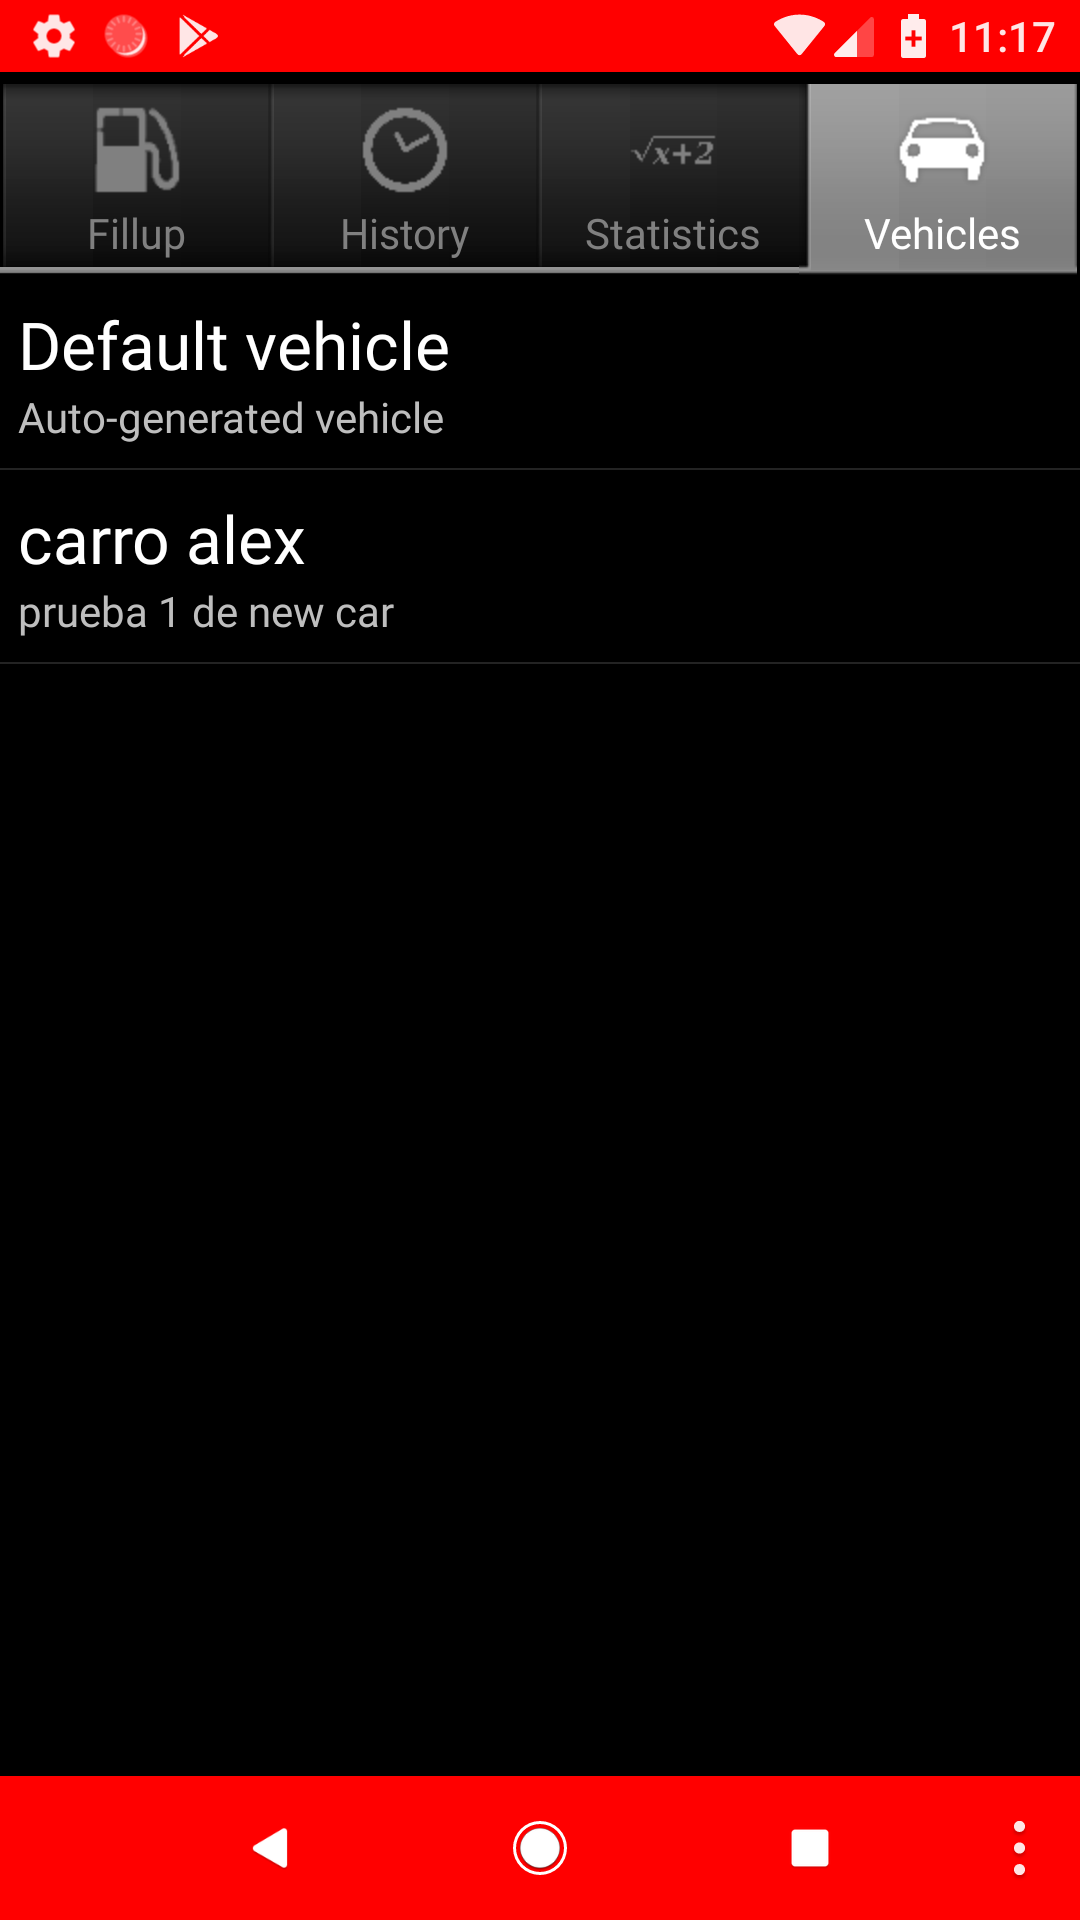 11:17
Fillup
History
√x+2
Statistics
Vehicles
Default vehicle
Auto-generated vehicle
carro alex
prueba 1 de new car